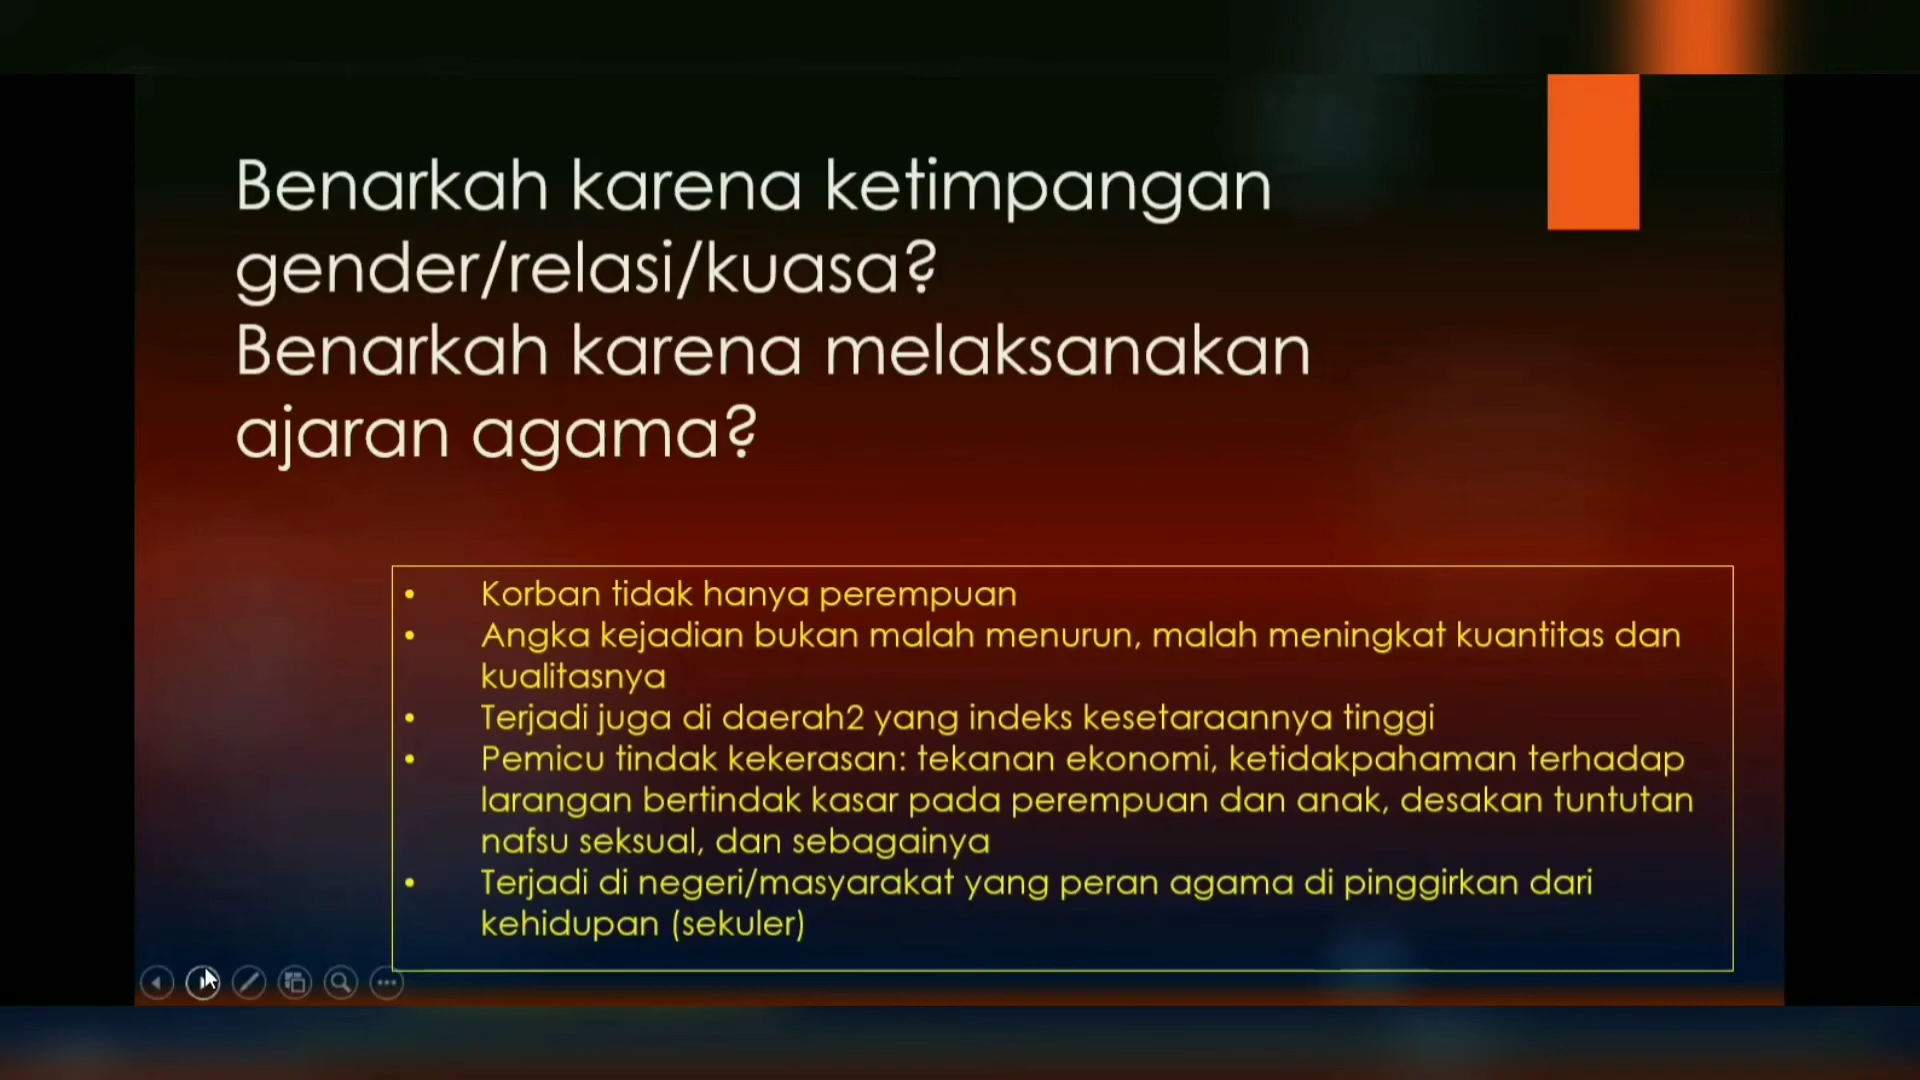 Benarkah karena ketimpangan
gender/relasi/kuasa?
Benarkah karena melaksanakan
ajaran agama?
• Korban tidak hanya perempuan
• Angka kejadian bukan malah menurun, malah meningkat kuantitas dan
kualitasnya
• Terjadi juga di daerah2 yang indeks kesetaraannya tinggi
• Pemicu tindak kekerasan: tekanan ekonomi, ketidakpahaman terhadap
larangan bertindak kasar pada perempuan dan anak, desakan tuntutan
nafsu seksual, dan sebagainya
• Terjadi di negeri/masyarakat yang peran agama di pinggirkan dari
kehidupan (sekuler)